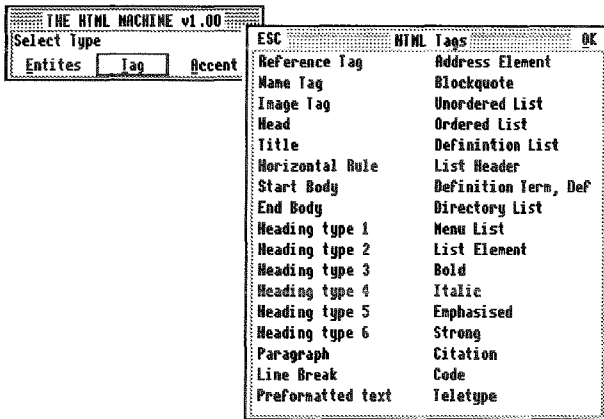 THE HTML MACHINE v1.00
Select Type
Entites Tag Accent
ESC HTML Tags OK
Reference Tag Address Element
Name Tag Blockquote
Image Tag Unordered List
Head Ordered List
Title Definintion List
Horizontal Rule List Header
Start Body Definition Term, Def
End Body Directory List
Heading type 1 Menu List
Heading type 2 List Element
Heading type 3 Bold
Heading type 4 Italic
Heading type 5 Emphasised
Heading type 6 Strong
Paragraph Citation
Line Break Code
Preformatted text Teletype